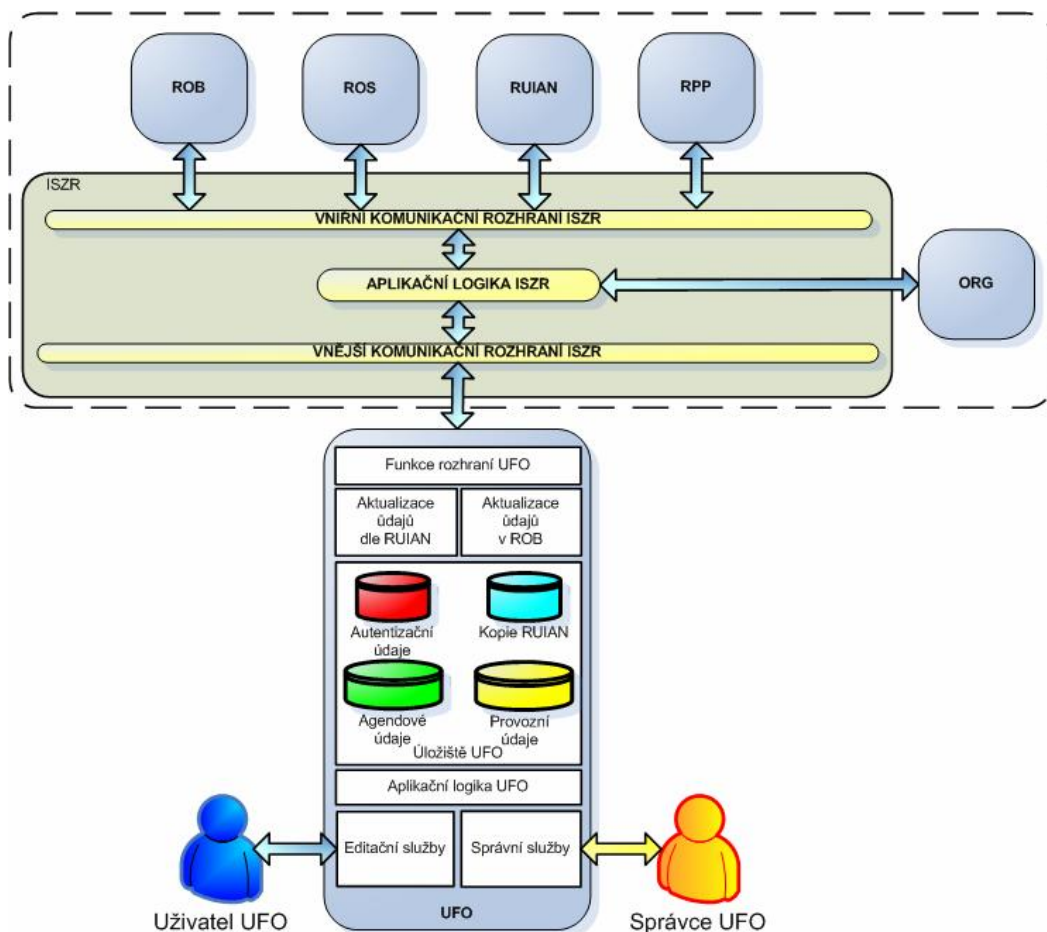 ROB
ROS
RUIAN
RPP
ISZR
VNIŘNÍ KOMUNIKAČNÍ ROZHRANÍ ISZR
APLIKAČNÍ LOGIKA ISZR
ORG
VNĚJŠÍ KOMUNIKAČNÍ ROZHRANÍ ISZR
Funkce rozhraní UFO
Aktualizace
údajů
dle RUIAN
Aktualizace
údajů
v ROB
Autentizační
údaje
Kopie RUIAN
Agendové
údaje
Provozní
údaje
Úložiště UFO
Aplikační logika UFO
Editační služby
Správní služby
UFO
Uživatel UFO
Správce UFO